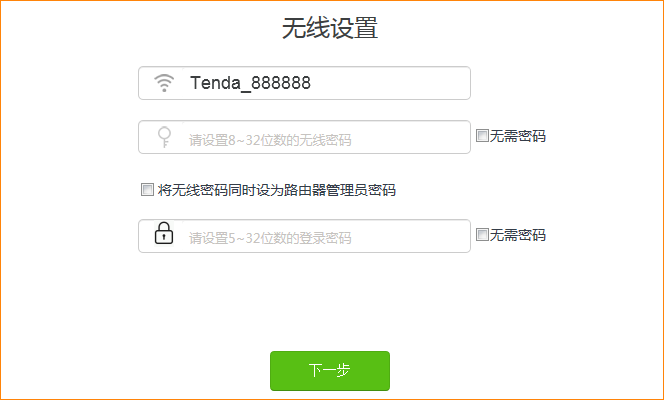 无线设置
Tenda_888888
请设置8~32位数的无线密码
无需密码
将无线密码同时设为路由器管理员密码
请设置5~32位数的登录密码
无需密码
下一步